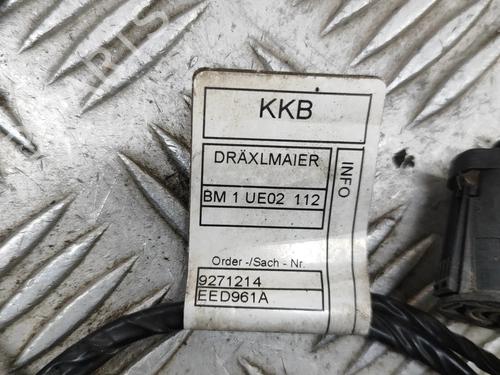 KKB
DRÄXLMAIER
INFO
BM 1 UE02 112
Order -/Sach - Nr.
9271214
EED961A